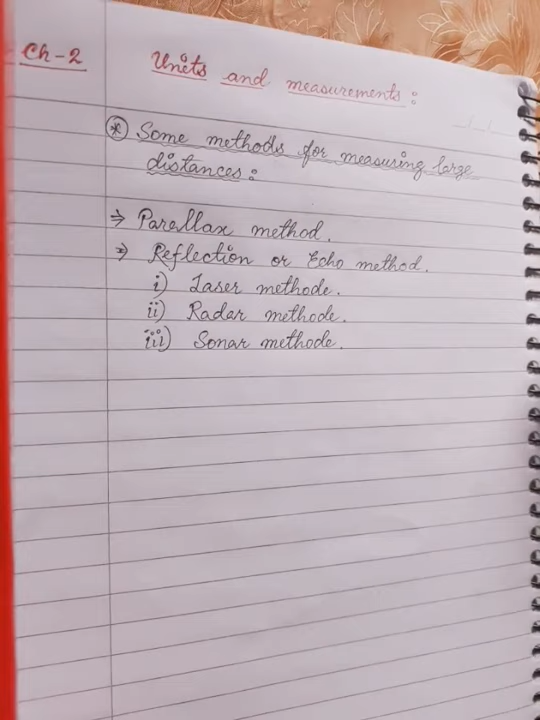 Ch-2 Units and measurements:
* Some methods for measuring large
distances:
⇒ Parellax method.
⇒ Reflection or Echo method.
i) Laser methode.
ii) Radar methode.
iii) Sonar methode.